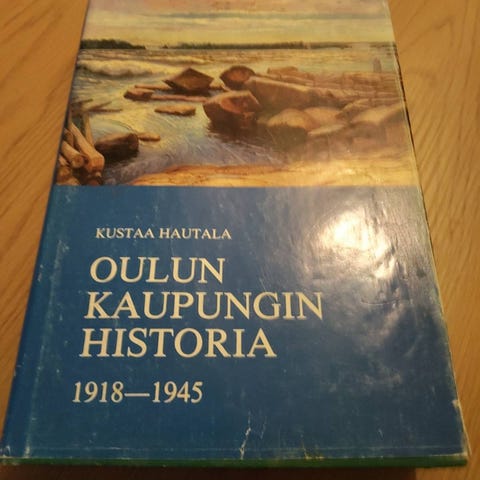 KUSTAA HAUTALA
OULUN
KAUPUNGIN
HISTORIA
1918—1945